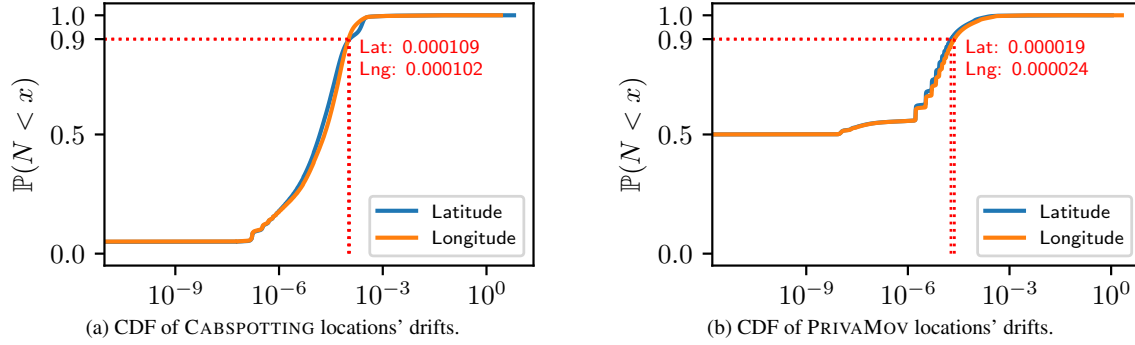 1.0
0.9
0.5
0.0
ℙ(N < x)
Lat: 0.000109
Lng: 0.000102
Latitude
Longitude
10⁻⁹ 10⁻⁶ 10⁻³ 10⁰
(a) CDF of CABSPOTTING locations' drifts.
1.0
0.9
0.5
0.0
ℙ(N < x)
Lat: 0.000019
Lng: 0.000024
Latitude
Longitude
10⁻⁹ 10⁻⁶ 10⁻³ 10⁰
(b) CDF of PRIVAMOV locations' drifts.